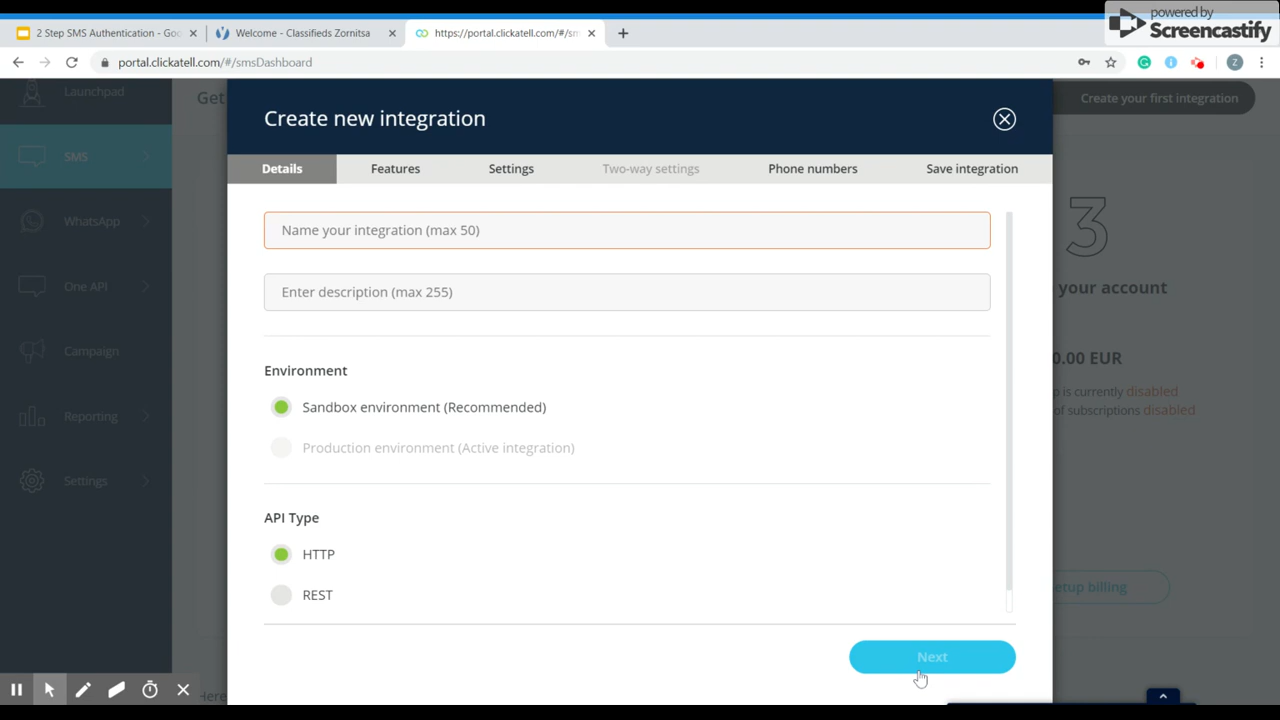 powered by
Screencastify
2 Step SMS Authentication - Goo
Welcome - Classifieds Zornitsa
https://portal.clickatell.com/#/sm
portal.clickatell.com/#/smsDashboard
Z
Launchpad
Get
Create your first integration
Create new integration
SMS
Details
Features
Settings
Two-way settings
Phone numbers
Save integration
WhatsApp
Name your integration (max 50)
3
One API
Enter description (max 255)
your account
Campaign
Environment
0.00 EUR
p is currently disabled
Reporting
Sandbox environment (Recommended)
of subscriptions disabled
Production environment (Active integration)
Settings
API Type
HTTP
etup billing
REST
Next
Here